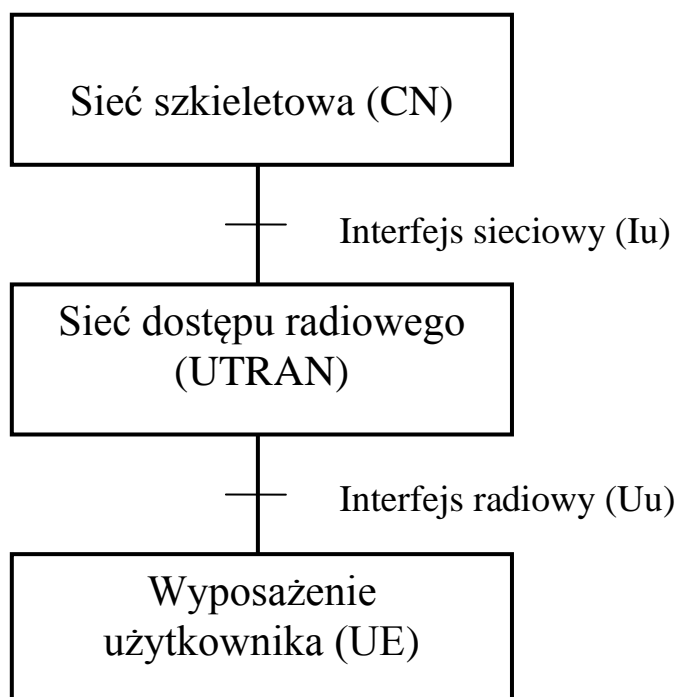 Sieć szkieletowa (CN)
Interfejs sieciowy (Iu)
Sieć dostępu radiowego
(UTRAN)
Interfejs radiowy (Uu)
Wyposażenie
użytkownika (UE)